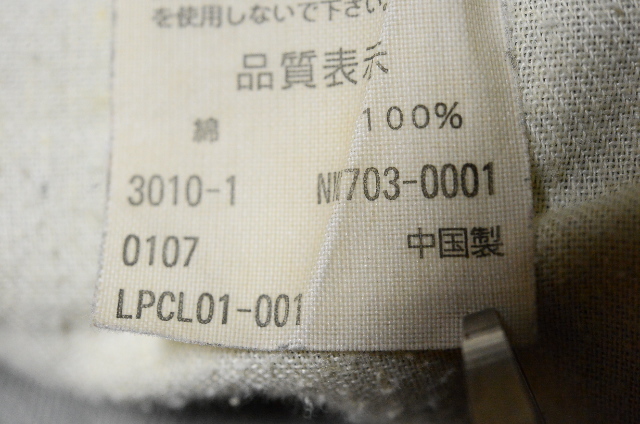 を使用しないで下さい。
品質表示
綿 100%
3010-1 NW703-0001
0107 中国製
LPCL01-001